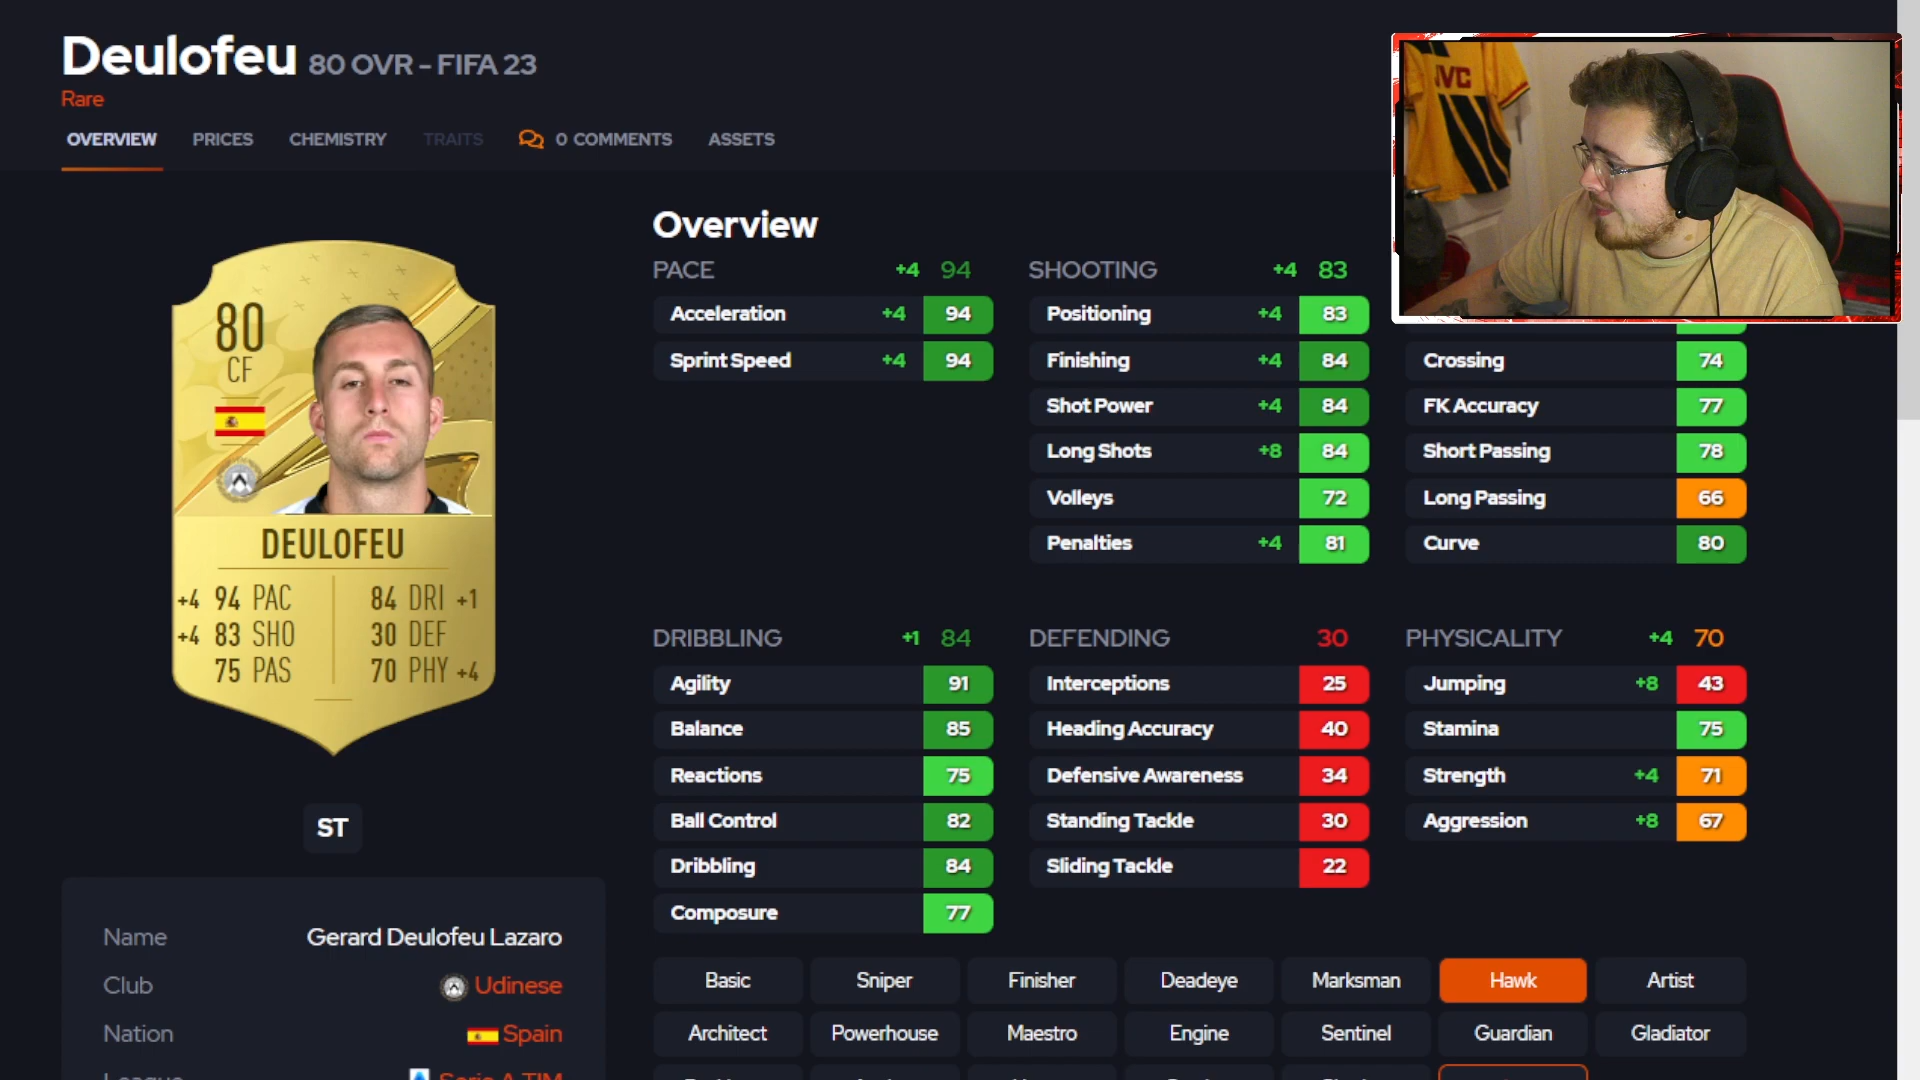 Deulofeu 80 OVR - FIFA 23
Rare
OVERVIEW PRICES CHEMISTRY TRAITS 0 COMMENTS ASSETS
JVC
80
CF
DEULOFEU
+4 94 PAC 84 DRI +1
+4 83 SHO 30 DEF
75 PAS 70 PHY +4
ST
Name Gerard Deulofeu Lazaro
Club Udinese
Nation Spain
League Serie A TIM
Overview
PACE +4 94
Acceleration +4 94
Sprint Speed +4 94
SHOOTING +4 83
Positioning +4 83
Finishing +4 84
Shot Power +4 84
Long Shots +8 84
Volleys 72
Penalties +4 81
Crossing 74
FK Accuracy 77
Short Passing 78
Long Passing 66
Curve 80
DRIBBLING +1 84
Agility 91
Balance 85
Reactions 75
Ball Control 82
Dribbling 84
Composure 77
DEFENDING 30
Interceptions 25
Heading Accuracy 40
Defensive Awareness 34
Standing Tackle 30
Sliding Tackle 22
PHYSICALITY +4 70
Jumping +8 43
Stamina 75
Strength +4 71
Aggression +8 67
Basic Sniper Finisher Deadeye Marksman Hawk Artist
Architect Powerhouse Maestro Engine Sentinel Guardian Gladiator